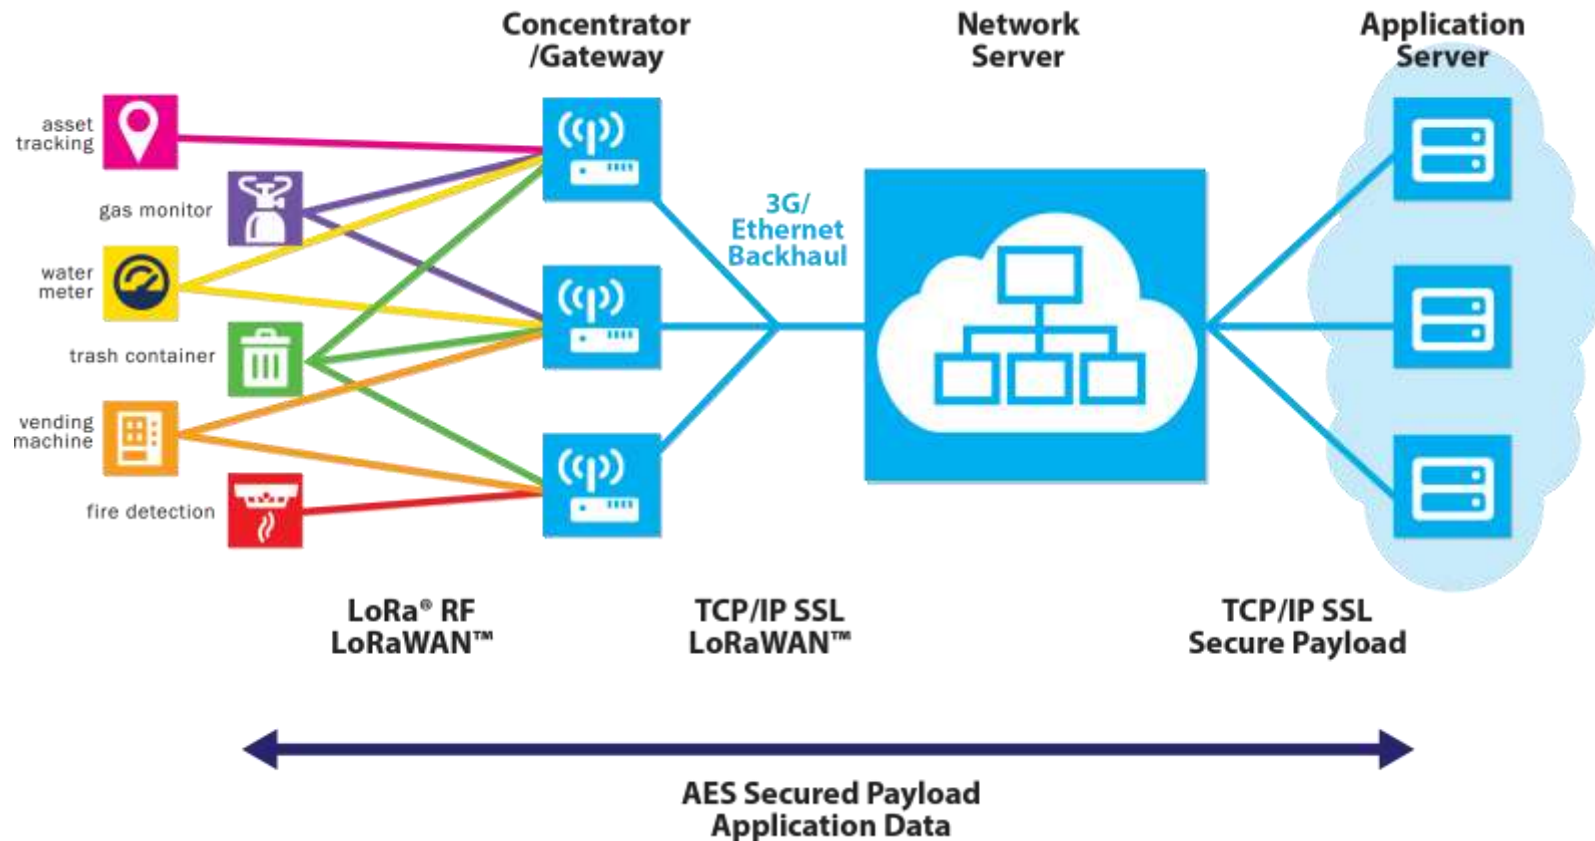 Concentrator
/Gateway
Network
Server
Application
Server
asset
tracking
gas monitor
water
meter
trash container
vending
machine
fire detection
3G/
Ethernet
Backhaul
LoRa® RF
LoRaWAN™
TCP/IP SSL
LoRaWAN™
TCP/IP SSL
Secure Payload
AES Secured Payload
Application Data